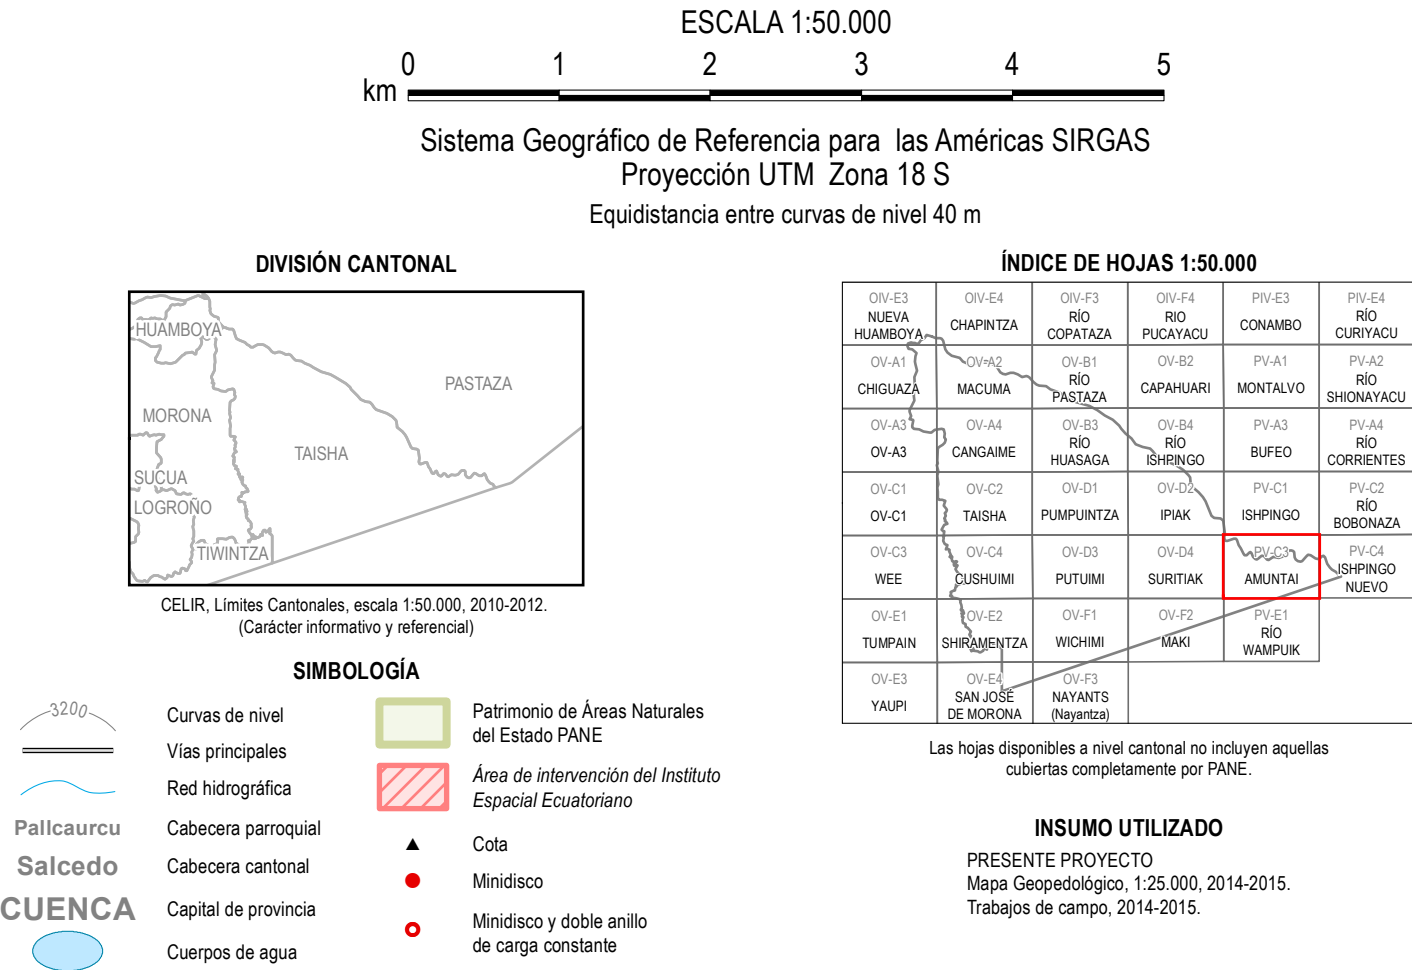 ESCALA 1:50.000
0 1 2 3 4 5
km
Sistema Geográfico de Referencia para las Américas SIRGAS
Proyección UTM Zona 18 S
Equidistancia entre curvas de nivel 40 m
DIVISIÓN CANTONAL
HUAMBOYA
PASTAZA
MORONA
TAISHA
SUCUA
LOGROÑO
TIWINTZA
CELIR, Límites Cantonales, escala 1:50.000, 2010-2012.
(Carácter informativo y referencial)
ÍNDICE DE HOJAS 1:50.000
OIV-E3 OIV-E4 OIV-F3 OIV-F4 PIV-E3 PIV-E4
NUEVA RÍO RIO RÍO
HUAMBOYA CHAPINTZA COPATAZA PUCAYACU CONAMBO CURIYACU
OV-A1 OV-A2 OV-B1 OV-B2 PV-A1 PV-A2
RÍO RÍO
CHIGUAZA MACUMA PASTAZA CAPAHUARI MONTALVO SHIONAYACU
OV-A3 OV-A4 OV-B3 OV-B4 PV-A3 PV-A4
RÍO RÍO RÍO
OV-A3 CANGAIME HUASAGA ISHPINGO BUFEO CORRIENTES
OV-C1 OV-C2 OV-D1 OV-D2 PV-C1 PV-C2
RÍO
OV-C1 TAISHA PUMPUINTZA IPIAK ISHPINGO BOBONAZA
OV-C3 OV-C4 OV-D3 OV-D4 PV-C3 PV-C4
ISHPINGO
WEE CUSHUIMI PUTUIMI SURITIAK AMUNTAI NUEVO
OV-E1 OV-E2 OV-F1 OV-F2 PV-E1
RÍO
TUMPAIN SHIRAMENTZA WICHIMI MAKI WAMPUIK
OV-E3 OV-E4 OV-F3
SAN JOSÉ NAYANTS
YAUPI DE MORONA (Nayantza)
Las hojas disponibles a nivel cantonal no incluyen aquellas
cubiertas completamente por PANE.
SIMBOLOGÍA
3200
Curvas de nivel
Vías principales
Red hidrográfica
Pallcaurcu Cabecera parroquial
Salcedo Cabecera cantonal
CUENCA Capital de provincia
Cuerpos de agua
Patrimonio de Áreas Naturales
del Estado PANE
Área de intervención del Instituto
Espacial Ecuatoriano
Cota
Minidisco
Minidisco y doble anillo
de carga constante
INSUMO UTILIZADO
PRESENTE PROYECTO
Mapa Geopedológico, 1:25.000, 2014-2015.
Trabajos de campo, 2014-2015.